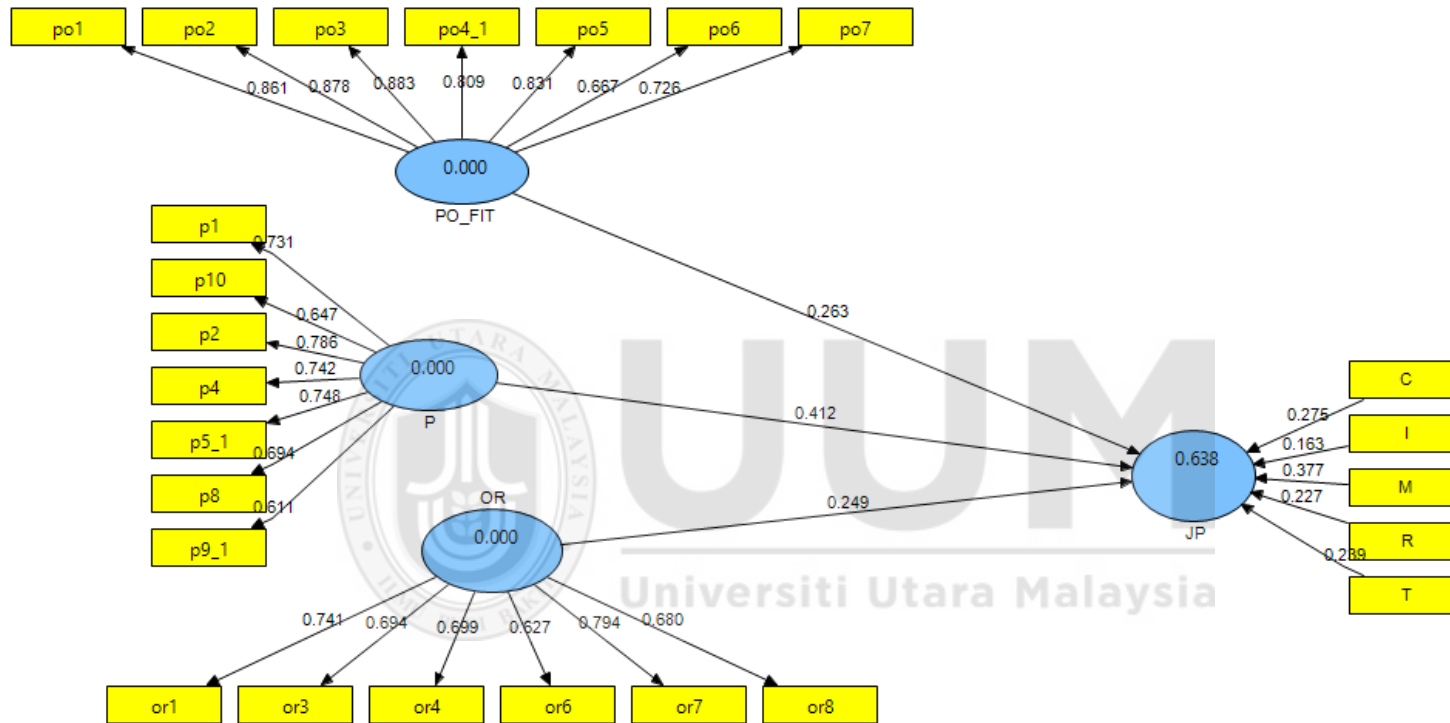 po1 po2 po3 po4_1 po5 po6 po7
0.861 0.878 0.883 0.809 0.831 0.667 0.726
0.000
PO_FIT
0.263
p1
0.731
p10
0.647
p2
0.786
p4
0.742
p5_1
0.748
p8
0.694
p9_1
0.611
0.000
P
0.412
OR
0.000
0.249
0.741 0.694 0.699 0.627 0.794 0.680
or1 or3 or4 or6 or7 or8
0.638
JP
C
0.275
I
0.163
M
0.377
R
0.227
T
0.239
UUM
Universiti Utara Malaysia
UNIVERSITI UTARA MALAYSIA